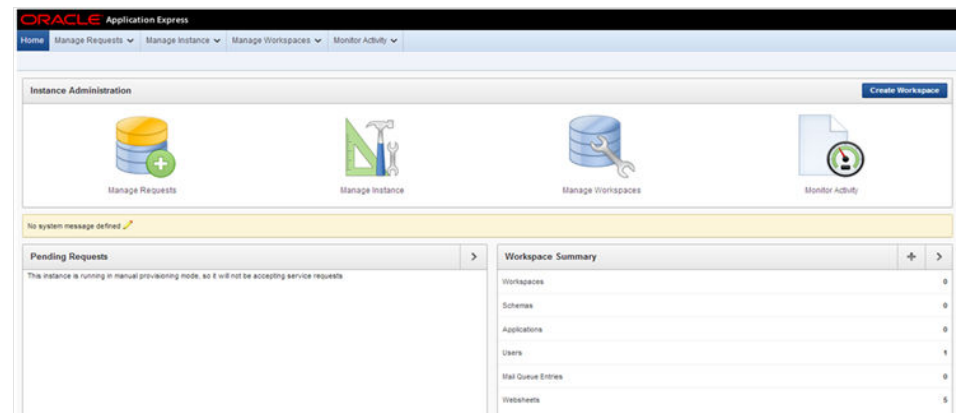 ORACLE Application Express
Home Manage Requests Manage Instance Manage Workspaces Monitor Activity
Instance Administration Create Workspace
Manage Requests Manage Instance Manage Workspaces Monitor Activity
No system message defined
Pending Requests
This instance is running in manual provisioning mode, so it will not be accepting service requests
Workspace Summary
Workspaces 0
Schemas 0
Applications 0
Users 1
Mail Queue Entries 0
Websheets 5